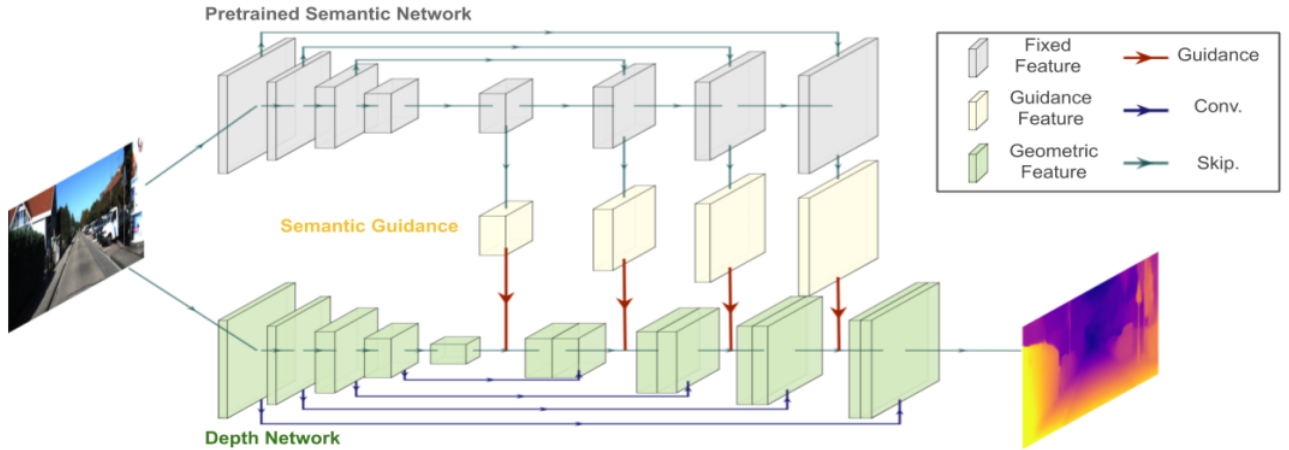 Pretrained Semantic Network
Fixed
Feature
Guidance
Guidance
Feature
Conv.
Geometric
Feature
Skip.
Semantic Guidance
Depth Network